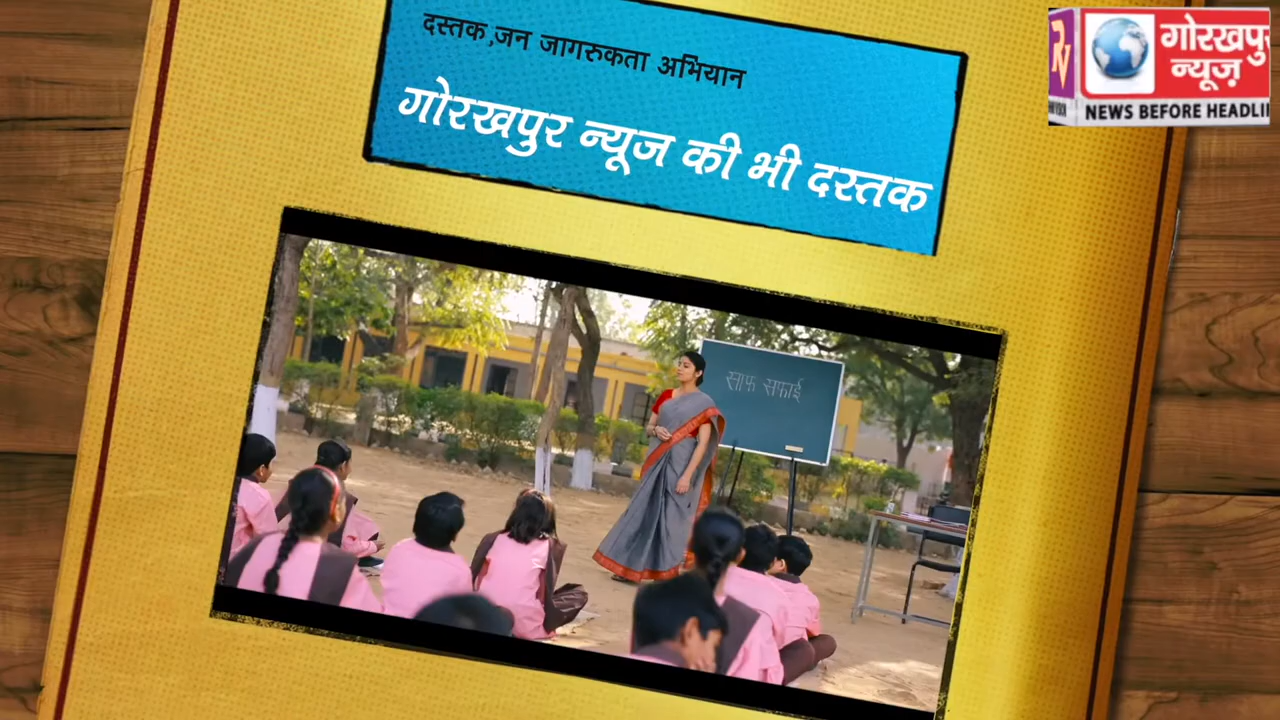 दस्तक,जन जागरुकता अभियान
गोरखपुर न्यूज की भी दस्तक
गोरखपुर
न्यूज़
NEWS BEFORE HEADLI
साफ सफाई